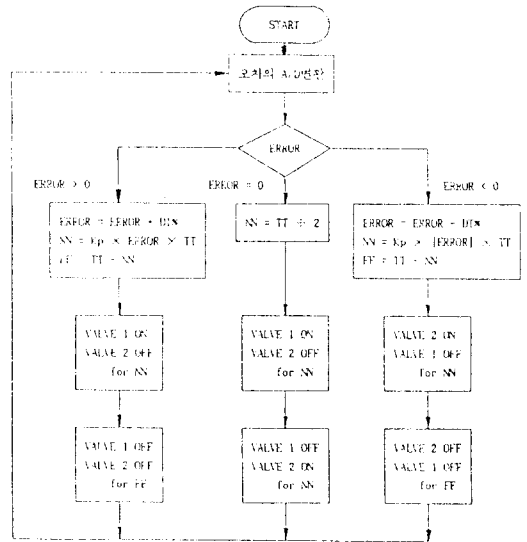 START
오차의 A/D변환
ERROR
ERROR > 0
ERROR = 0
ERROR < 0
ERROR = ERROR + DIM
NN = Kp × ERROR × TT
FF = TT - NN
NN = TT ÷ 2
ERROR = ERROR - DIM
NN = Kp × |ERROR| × TT
FF = TT - NN
VALVE 1 ON
VALVE 2 OFF
for NN
VALVE 1 ON
VALVE 2 OFF
for NN
VALVE 2 ON
VALVE 1 OFF
for NN
VALVE 1 OFF
VALVE 2 OFF
for FF
VALVE 1 OFF
VALVE 2 ON
for NN
VALVE 2 OFF
VALVE 1 OFF
for FF